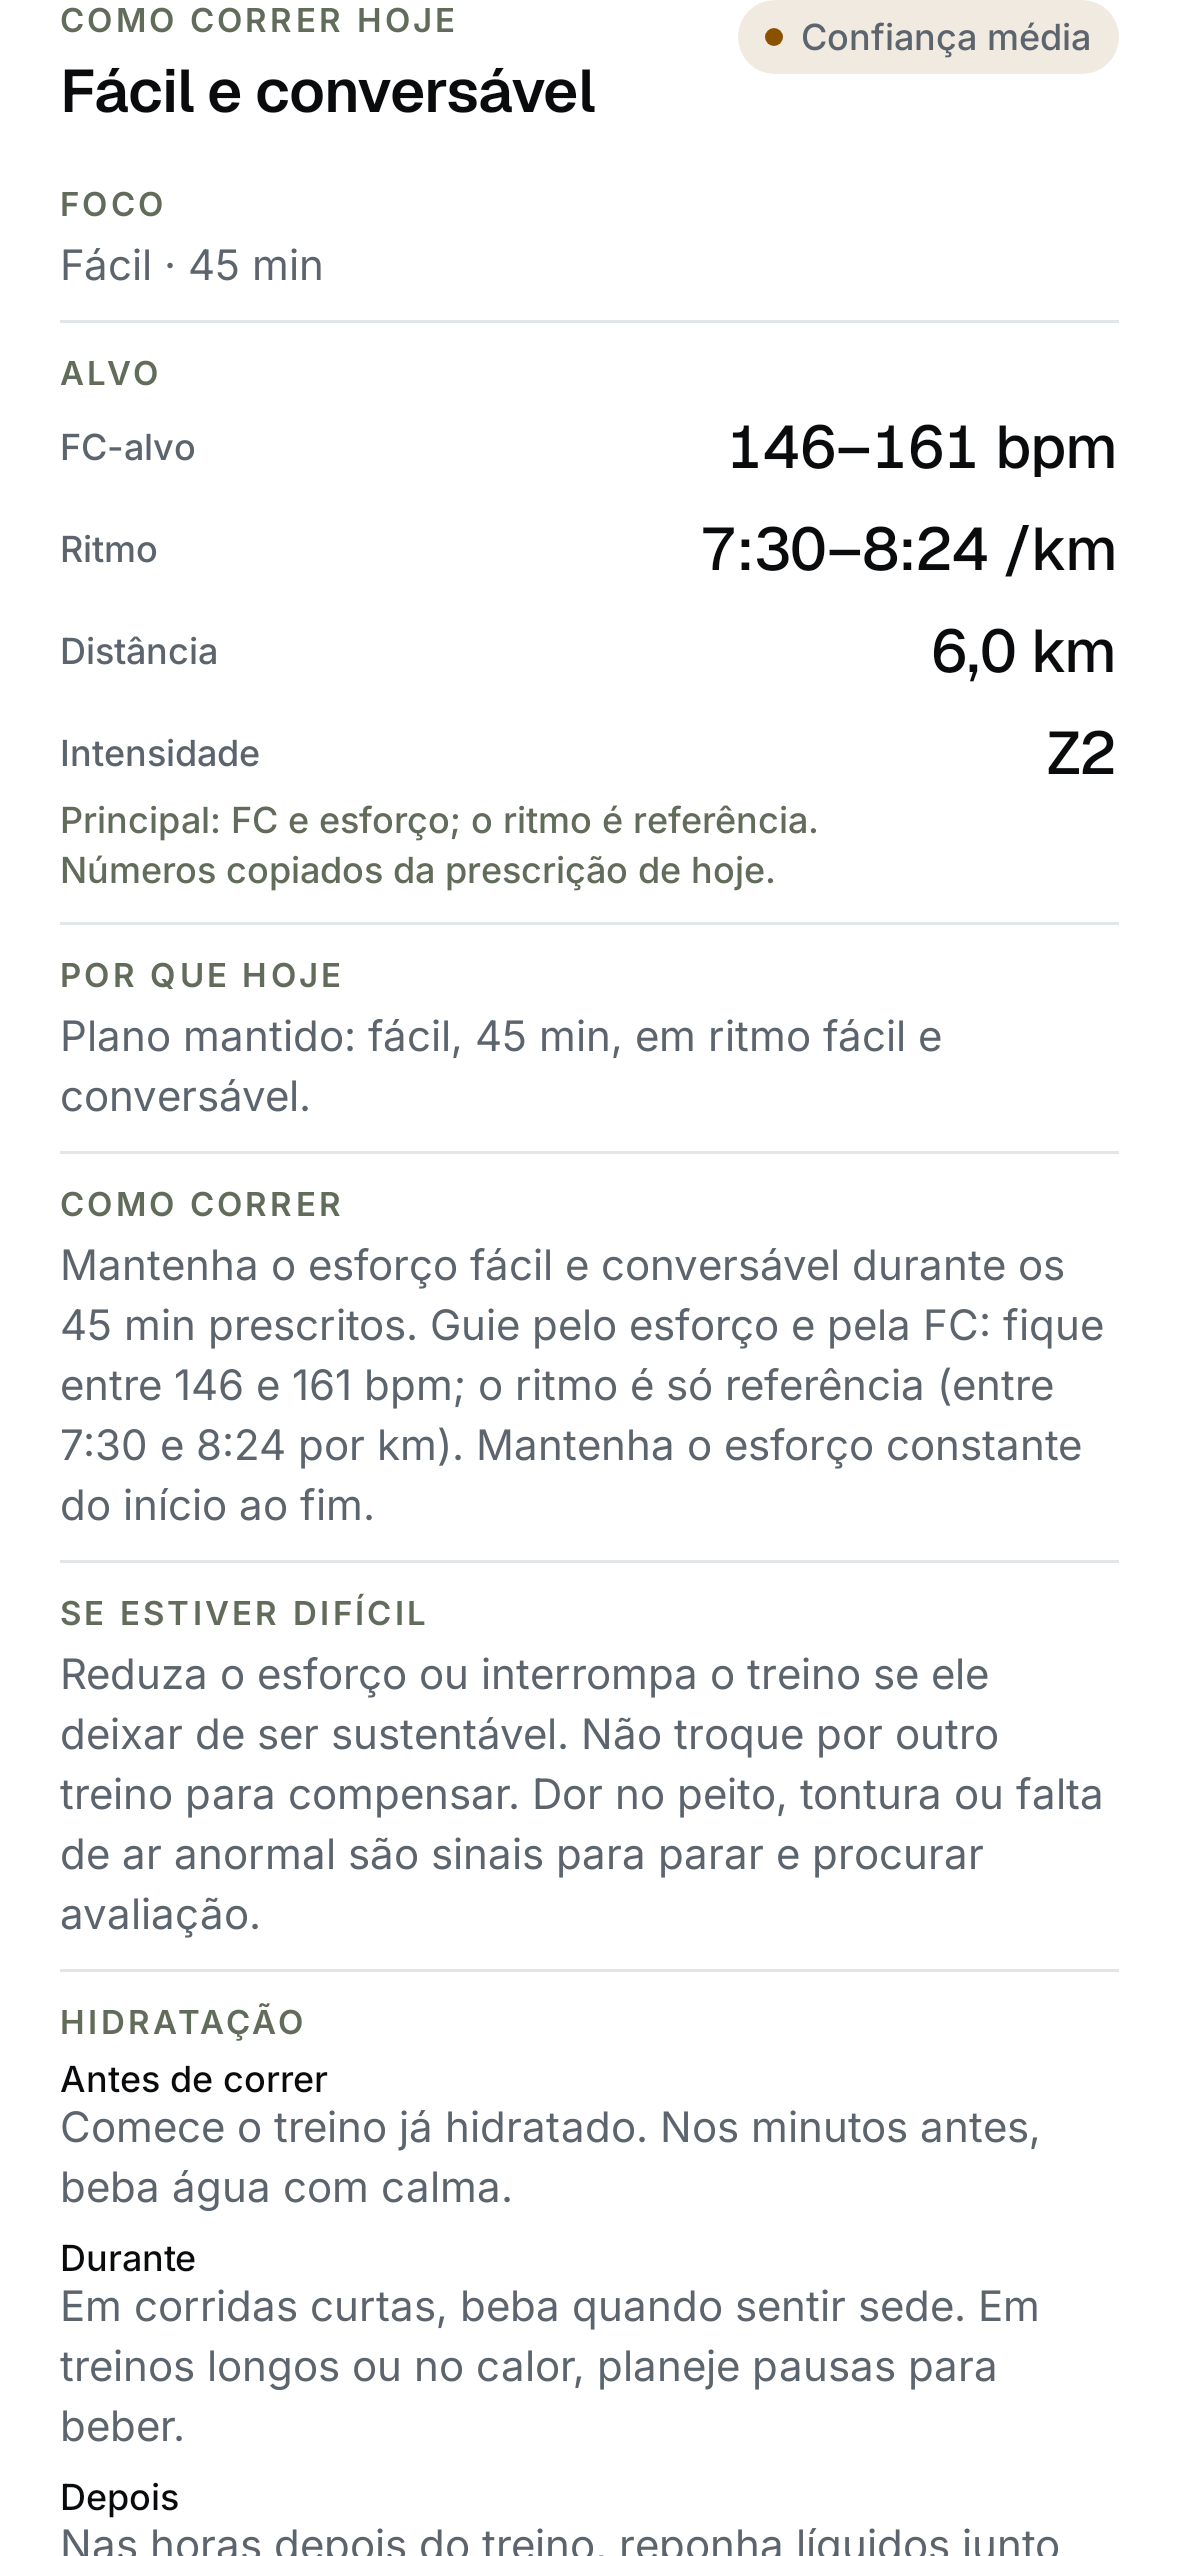 COMO CORRER HOJE
Confiança média
Fácil e conversável
FOCO
Fácil · 45 min
ALVO
FC-alvo 146–161 bpm
Ritmo 7:30–8:24 /km
Distância 6,0 km
Intensidade Z2
Principal: FC e esforço; o ritmo é referência.
Números copiados da prescrição de hoje.
POR QUE HOJE
Plano mantido: fácil, 45 min, em ritmo fácil e
conversável.
COMO CORRER
Mantenha o esforço fácil e conversável durante os
45 min prescritos. Guie pelo esforço e pela FC: fique
entre 146 e 161 bpm; o ritmo é só referência (entre
7:30 e 8:24 por km). Mantenha o esforço constante
do início ao fim.
SE ESTIVER DIFÍCIL
Reduza o esforço ou interrompa o treino se ele
deixar de ser sustentável. Não troque por outro
treino para compensar. Dor no peito, tontura ou falta
de ar anormal são sinais para parar e procurar
avaliação.
HIDRATAÇÃO
Antes de correr
Comece o treino já hidratado. Nos minutos antes,
beba água com calma.
Durante
Em corridas curtas, beba quando sentir sede. Em
treinos longos ou no calor, planeje pausas para
beber.
Depois
Nas horas depois do treino, reponha líquidos junto